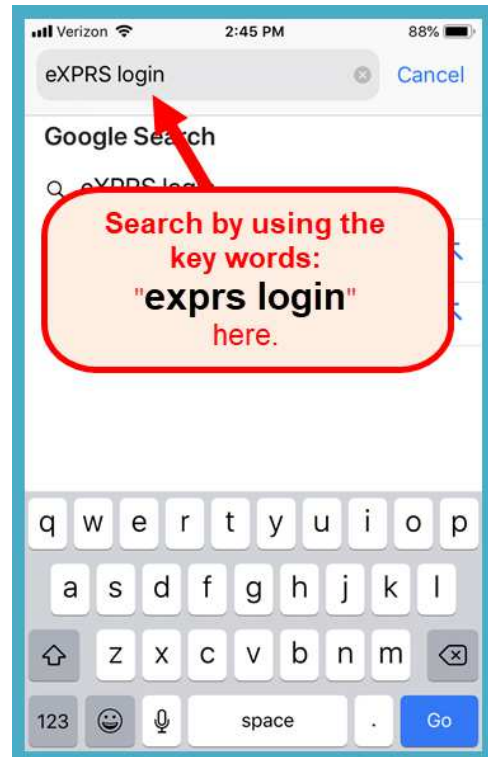 Verizon 2:45 PM 88%
eXPRS login Cancel
Google Search
Search by using the
key words:
"exprs login"
here.
q w e r t y u i o p
a s d f g h j k l
z x c v b n m
123 space . Go